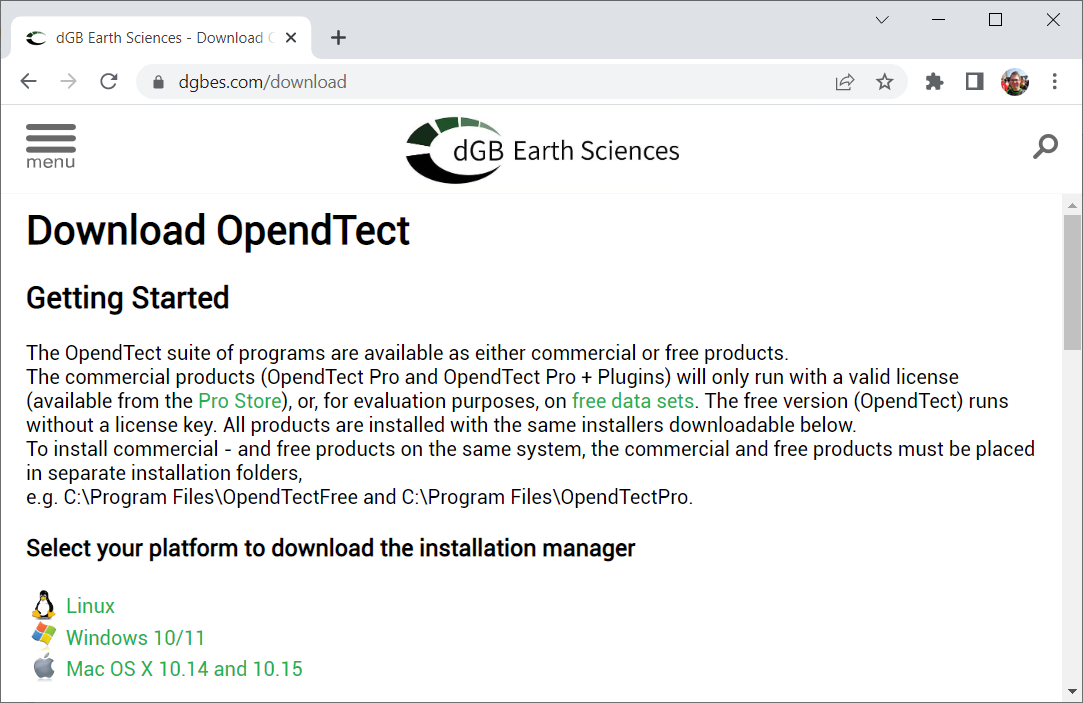 dGB Earth Sciences - Download
dgbes.com/download
menu
dGB Earth Sciences
Download OpendTect
Getting Started
The OpendTect suite of programs are available as either commercial or free products.
The commercial products (OpendTect Pro and OpendTect Pro + Plugins) will only run with a valid license
(available from the Pro Store), or, for evaluation purposes, on free data sets. The free version (OpendTect) runs
without a license key. All products are installed with the same installers downloadable below.
To install commercial - and free products on the same system, the commercial and free products must be placed
in separate installation folders,
e.g. C:\Program Files\OpendTectFree and C:\Program Files\OpendTectPro.
Select your platform to download the installation manager
Linux
Windows 10/11
Mac OS X 10.14 and 10.15